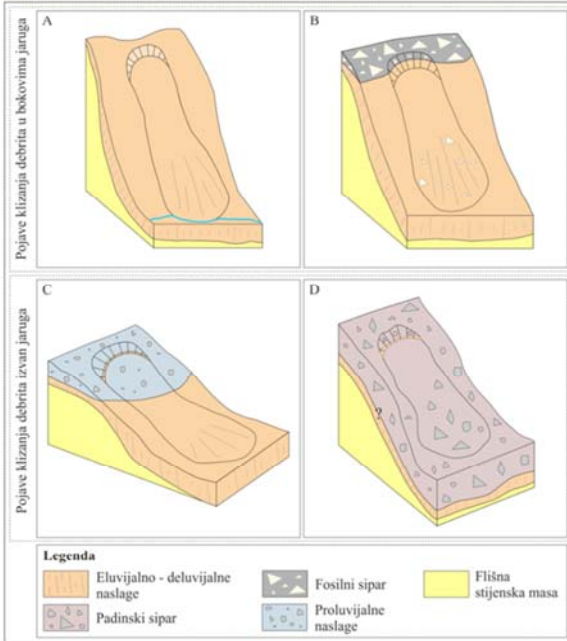 Pojave klizanja debrita u bokovima jaruga
A
B
Pojave klizanja debrita izvan jaruga
C
D
?
Legenda
Eluvijalno - deluvijalne
naslage
Fosilni sipar
Flišna
stijenska masa
Padinski sipar
Proluvijalne
naslage